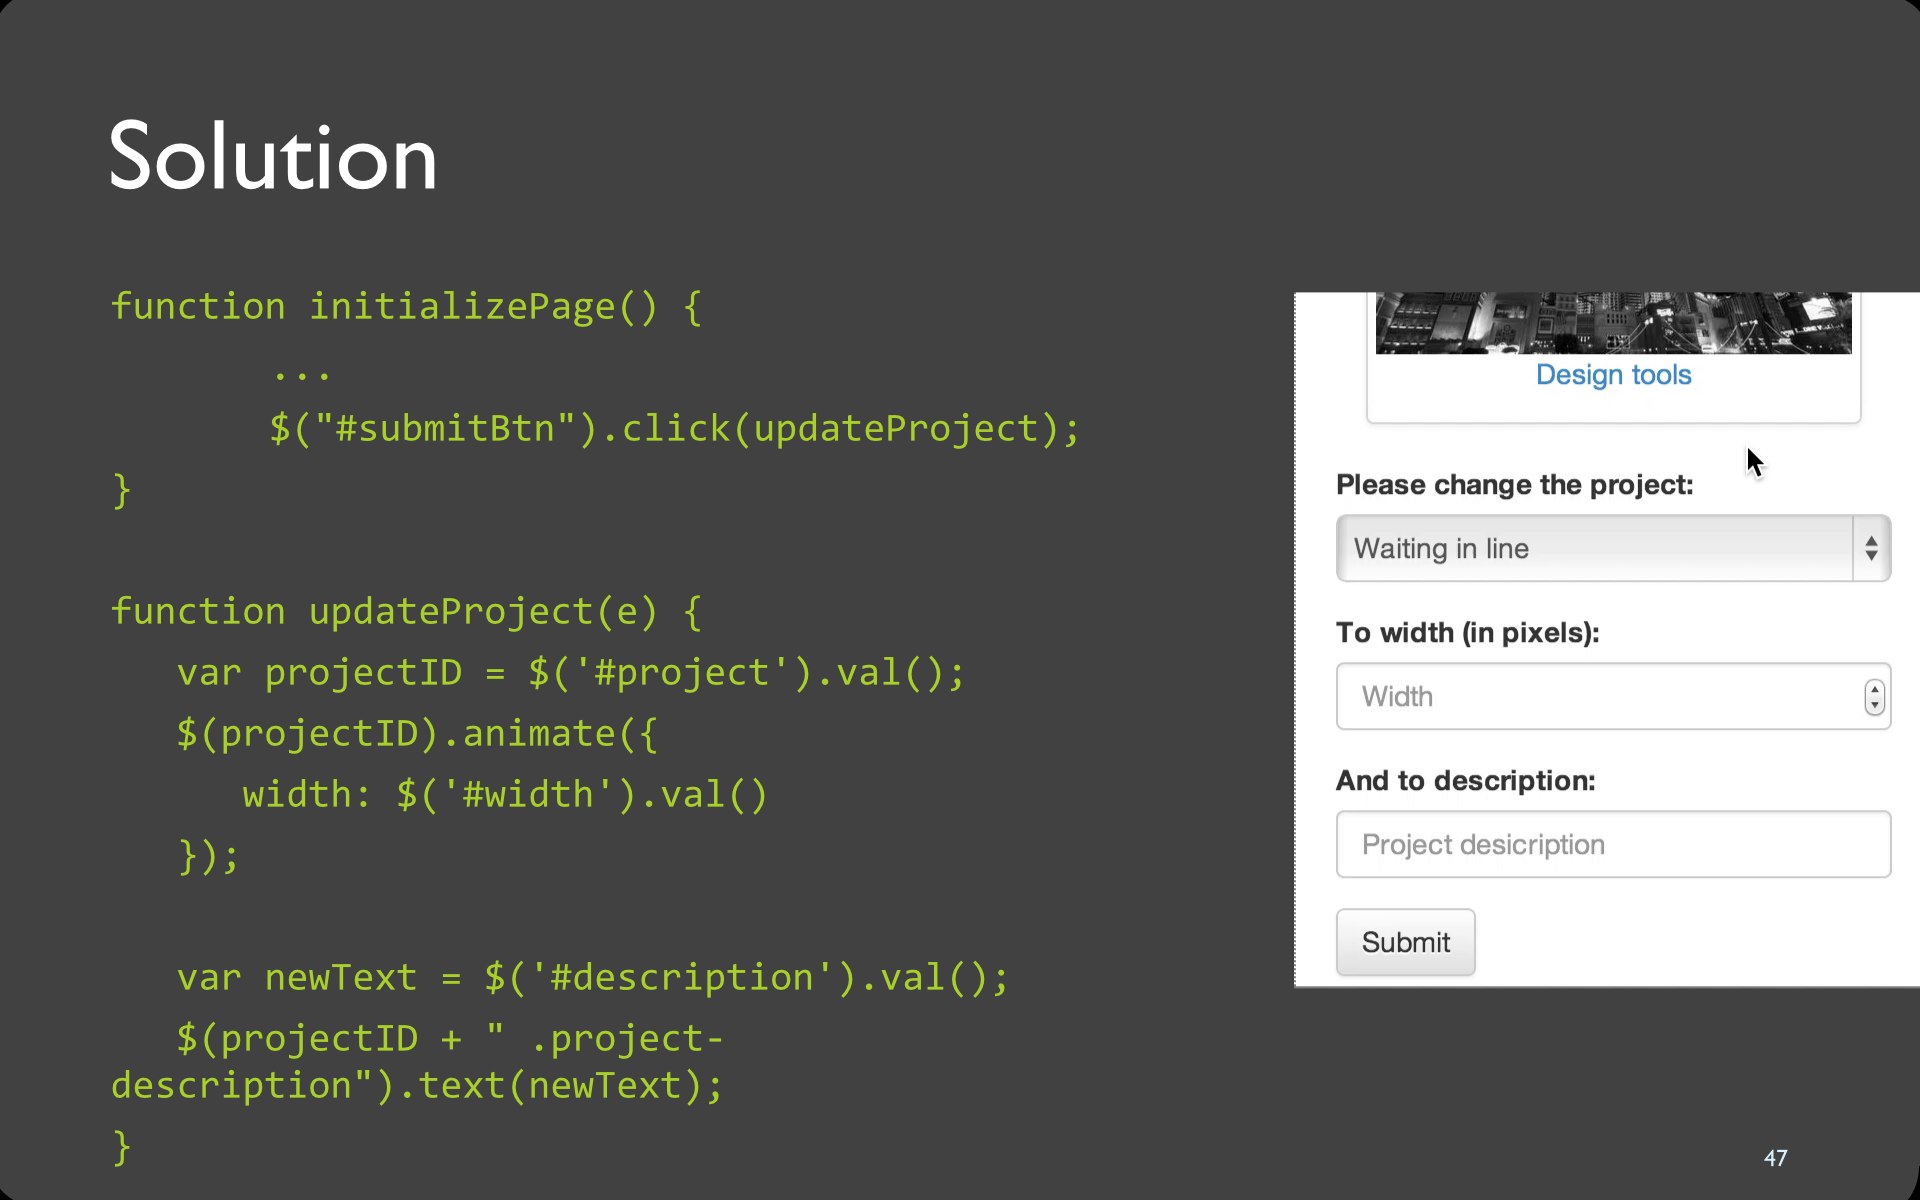 Solution
function initializePage() {
...
$("#submitBtn").click(updateProject);
}
function updateProject(e) {
var projectID = $('#project').val();
$(projectID).animate({
width: $('#width').val()
});
var newText = $('#description').val();
$(projectID + " .project-
description").text(newText);
}
Design tools
Please change the project:
Waiting in line
To width (in pixels):
Width
And to description:
Project desicription
Submit
47